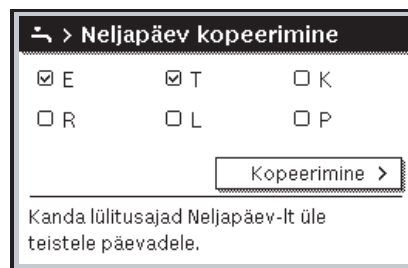 > Neljapäev kopeerimine
E T K
R L P
Kopeerimine >
Kanda lülitusajad Neljapäev-lt üle
teistele päevadele.